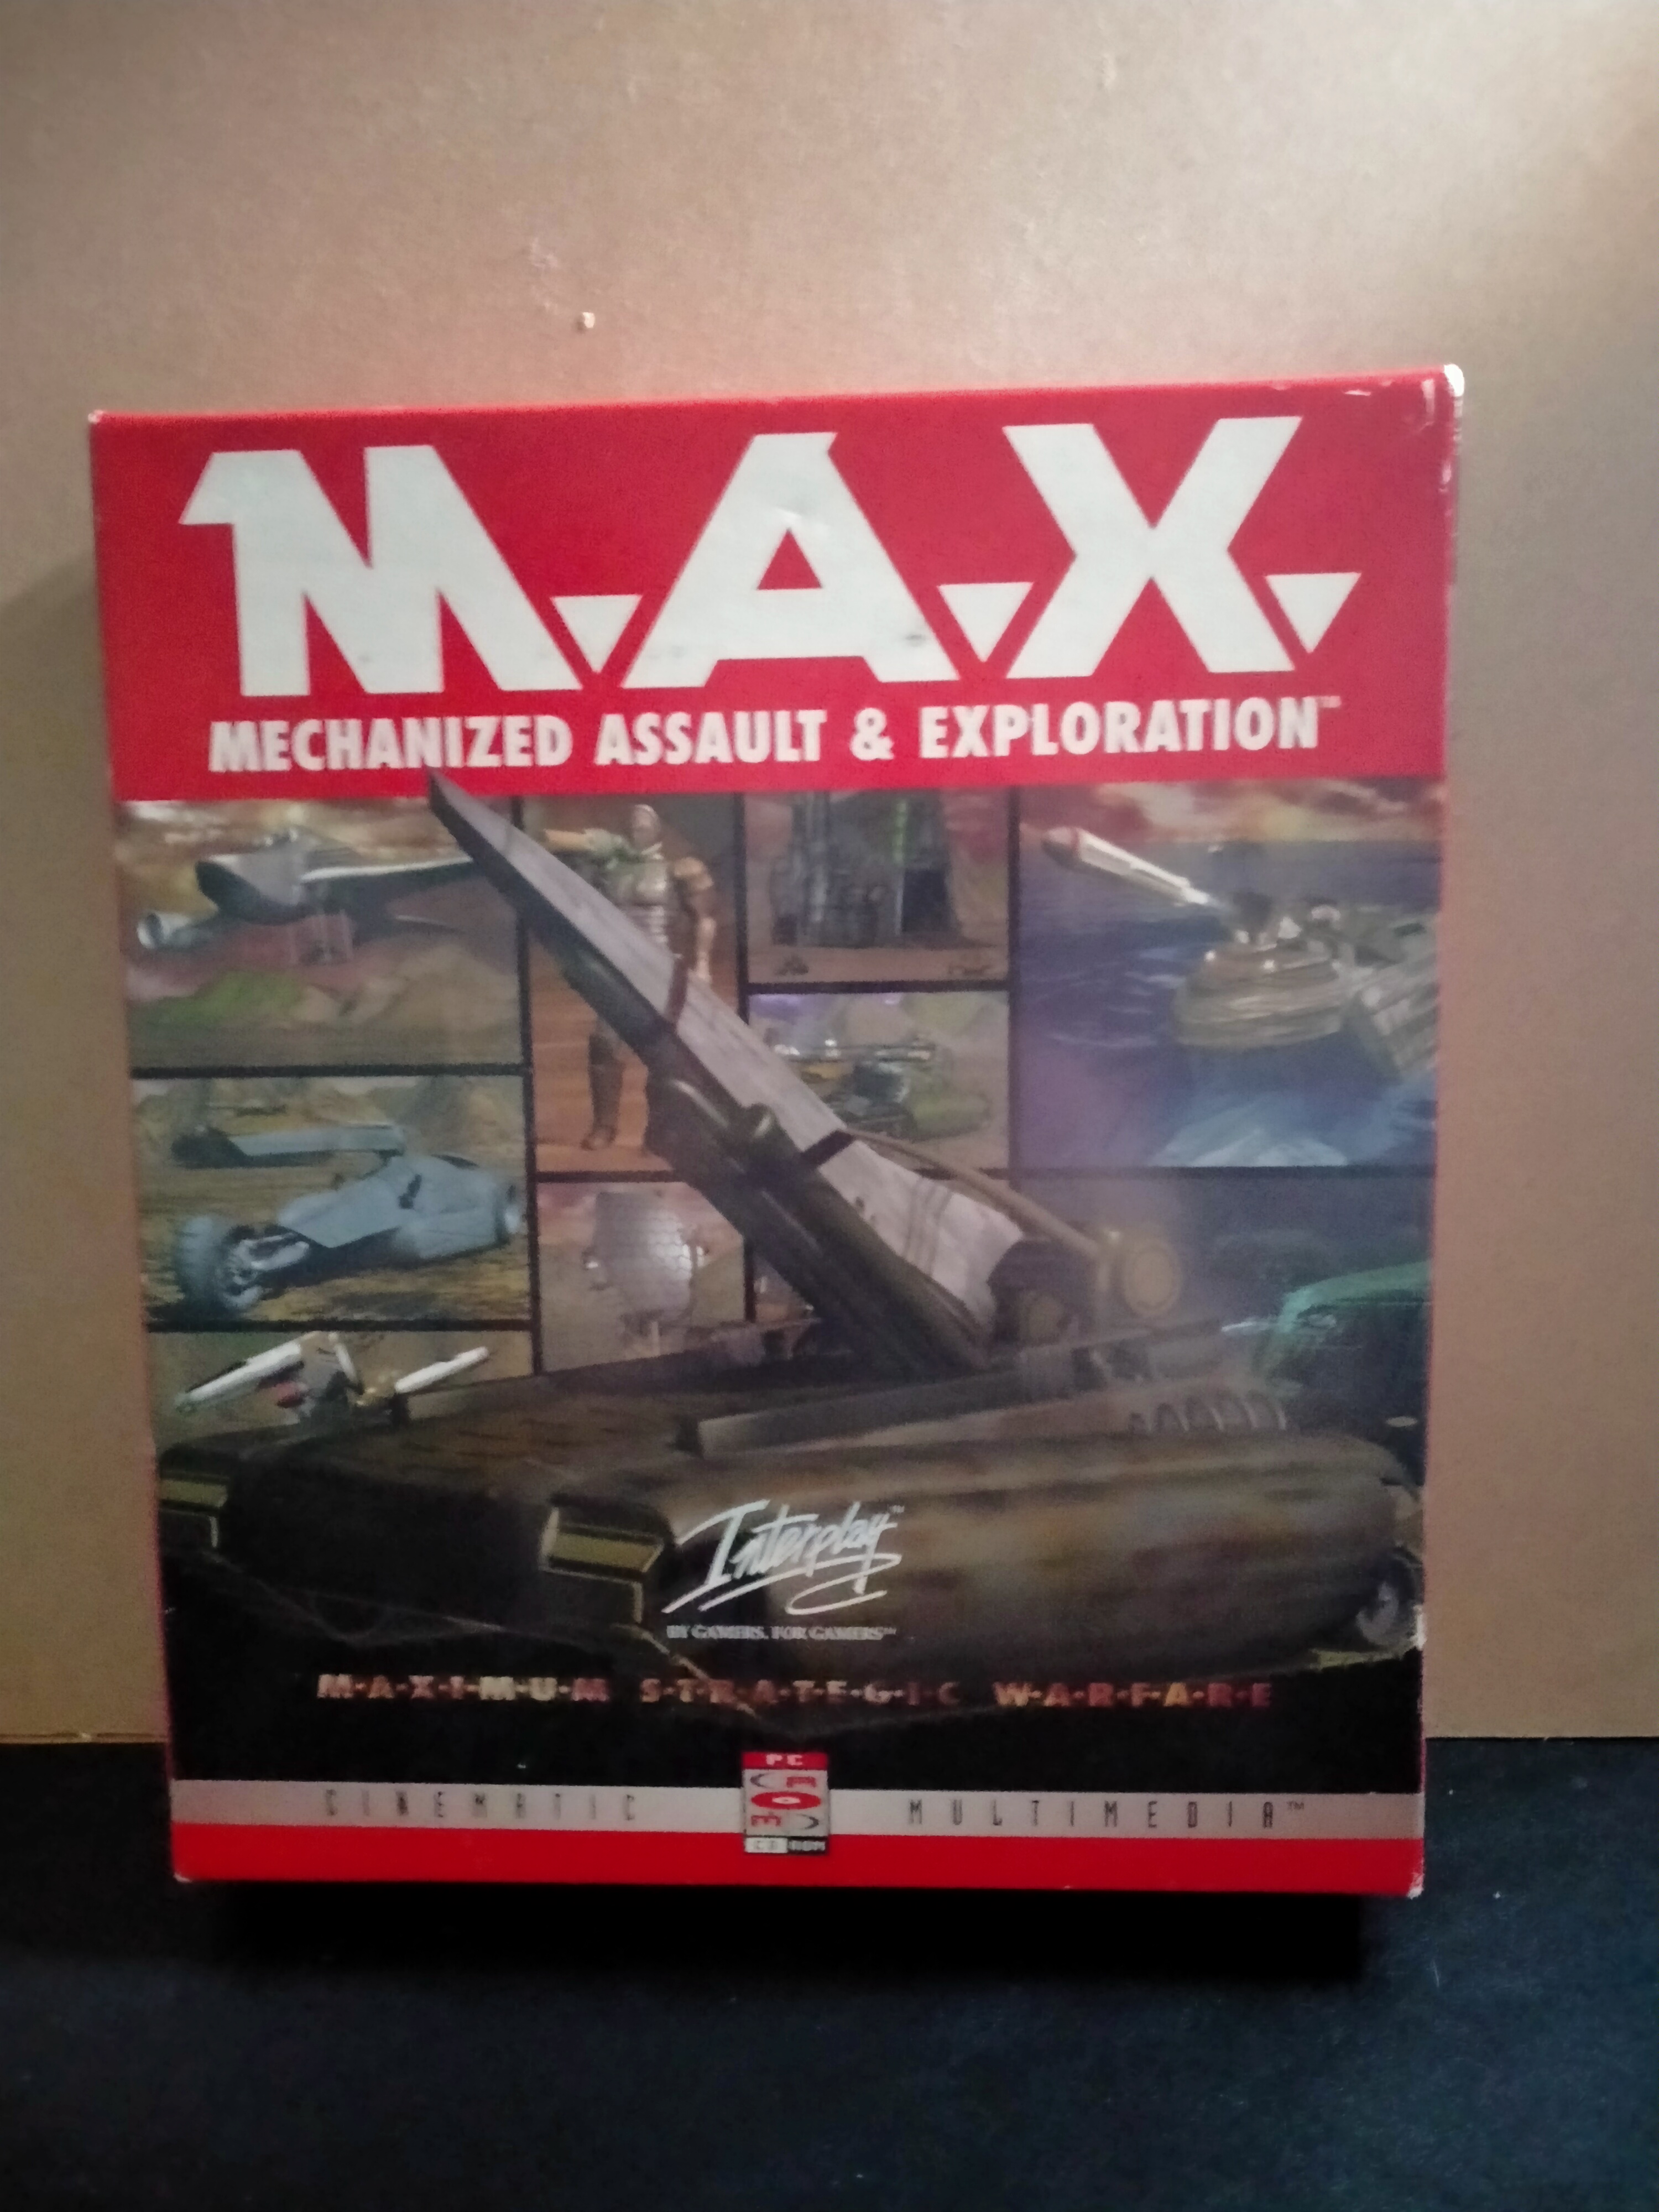 M.A.X.
MECHANIZED ASSAULT & EXPLORATION™
Interplay™
BY GAMERS. FOR GAMERS™
M·A·X·I·M·U·M S·T·R·A·T·E·G·I·C W·A·R·F·A·R·E
PC
CINEMATIC MULTIMEDIA™
CD ROM